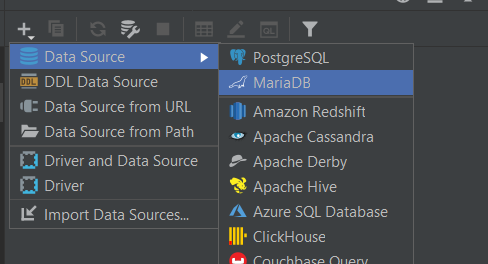 Data Source
DDL DDL Data Source
Data Source from URL
Data Source from Path
Driver and Data Source
Driver
Import Data Sources...
PostgreSQL
MariaDB
Amazon Redshift
Apache Cassandra
Apache Derby
Apache Hive
Azure SQL Database
ClickHouse
Couchbase Query